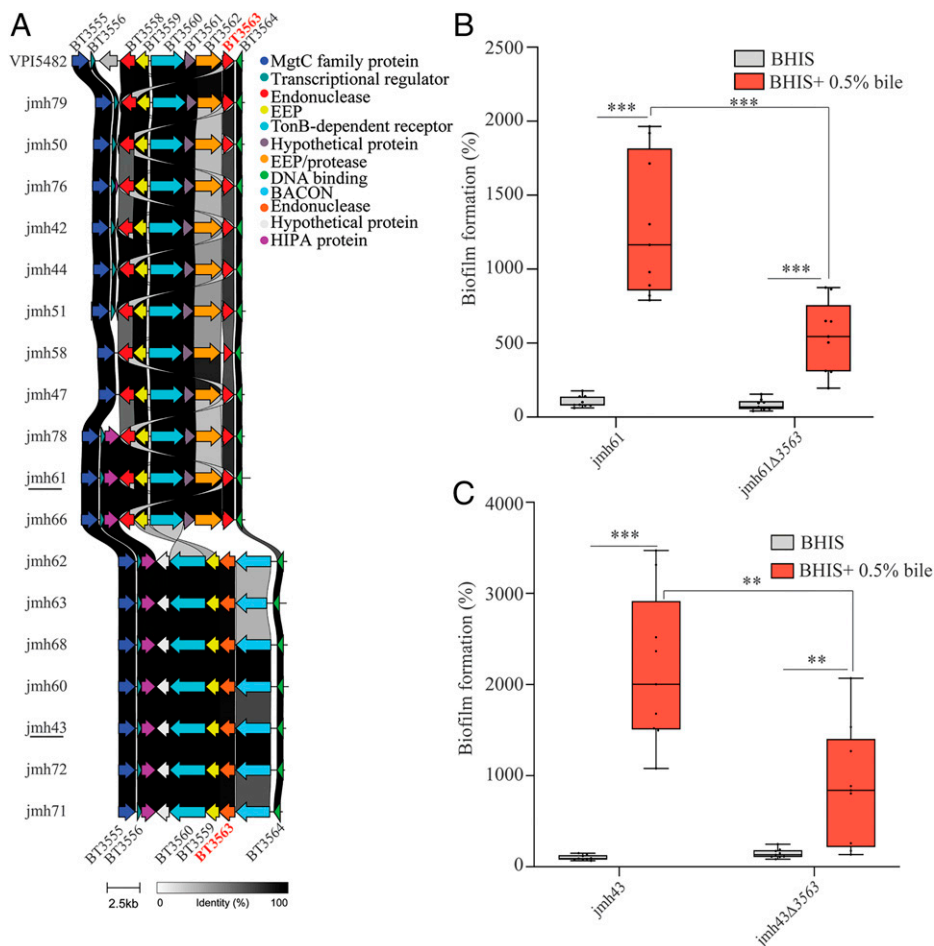 A
BT3555
BT3556
BT3558
BT3559
BT3560
BT3561
BT3562
BT3563
BT3564
VPI5482
jmh79
jmh50
jmh76
jmh42
jmh44
jmh51
jmh58
jmh47
jmh78
jmh61
jmh66
jmh62
jmh63
jmh68
jmh60
jmh43
jmh72
jmh71
MgtC family protein
Transcriptional regulator
Endonuclease
EEP
TonB-dependent receptor
Hypothetical protein
EEP/protease
DNA binding
BACON
Endonuclease
Hypothetical protein
HIPA protein
BT3555
BT3556
BT3560
BT3559
BT3563
BT3564
2.5kb
0
100
Identity (%)
B
Biofilm formation (%)
2500
2000
1500
1000
500
0
BHIS
BHIS+ 0.5% bile
***
***
***
jmh61
jmh61Δ3563
C
Biofilm formation (%)
4000
3000
2000
1000
0
BHIS
BHIS+ 0.5% bile
***
**
**
jmh43
jmh43Δ3563